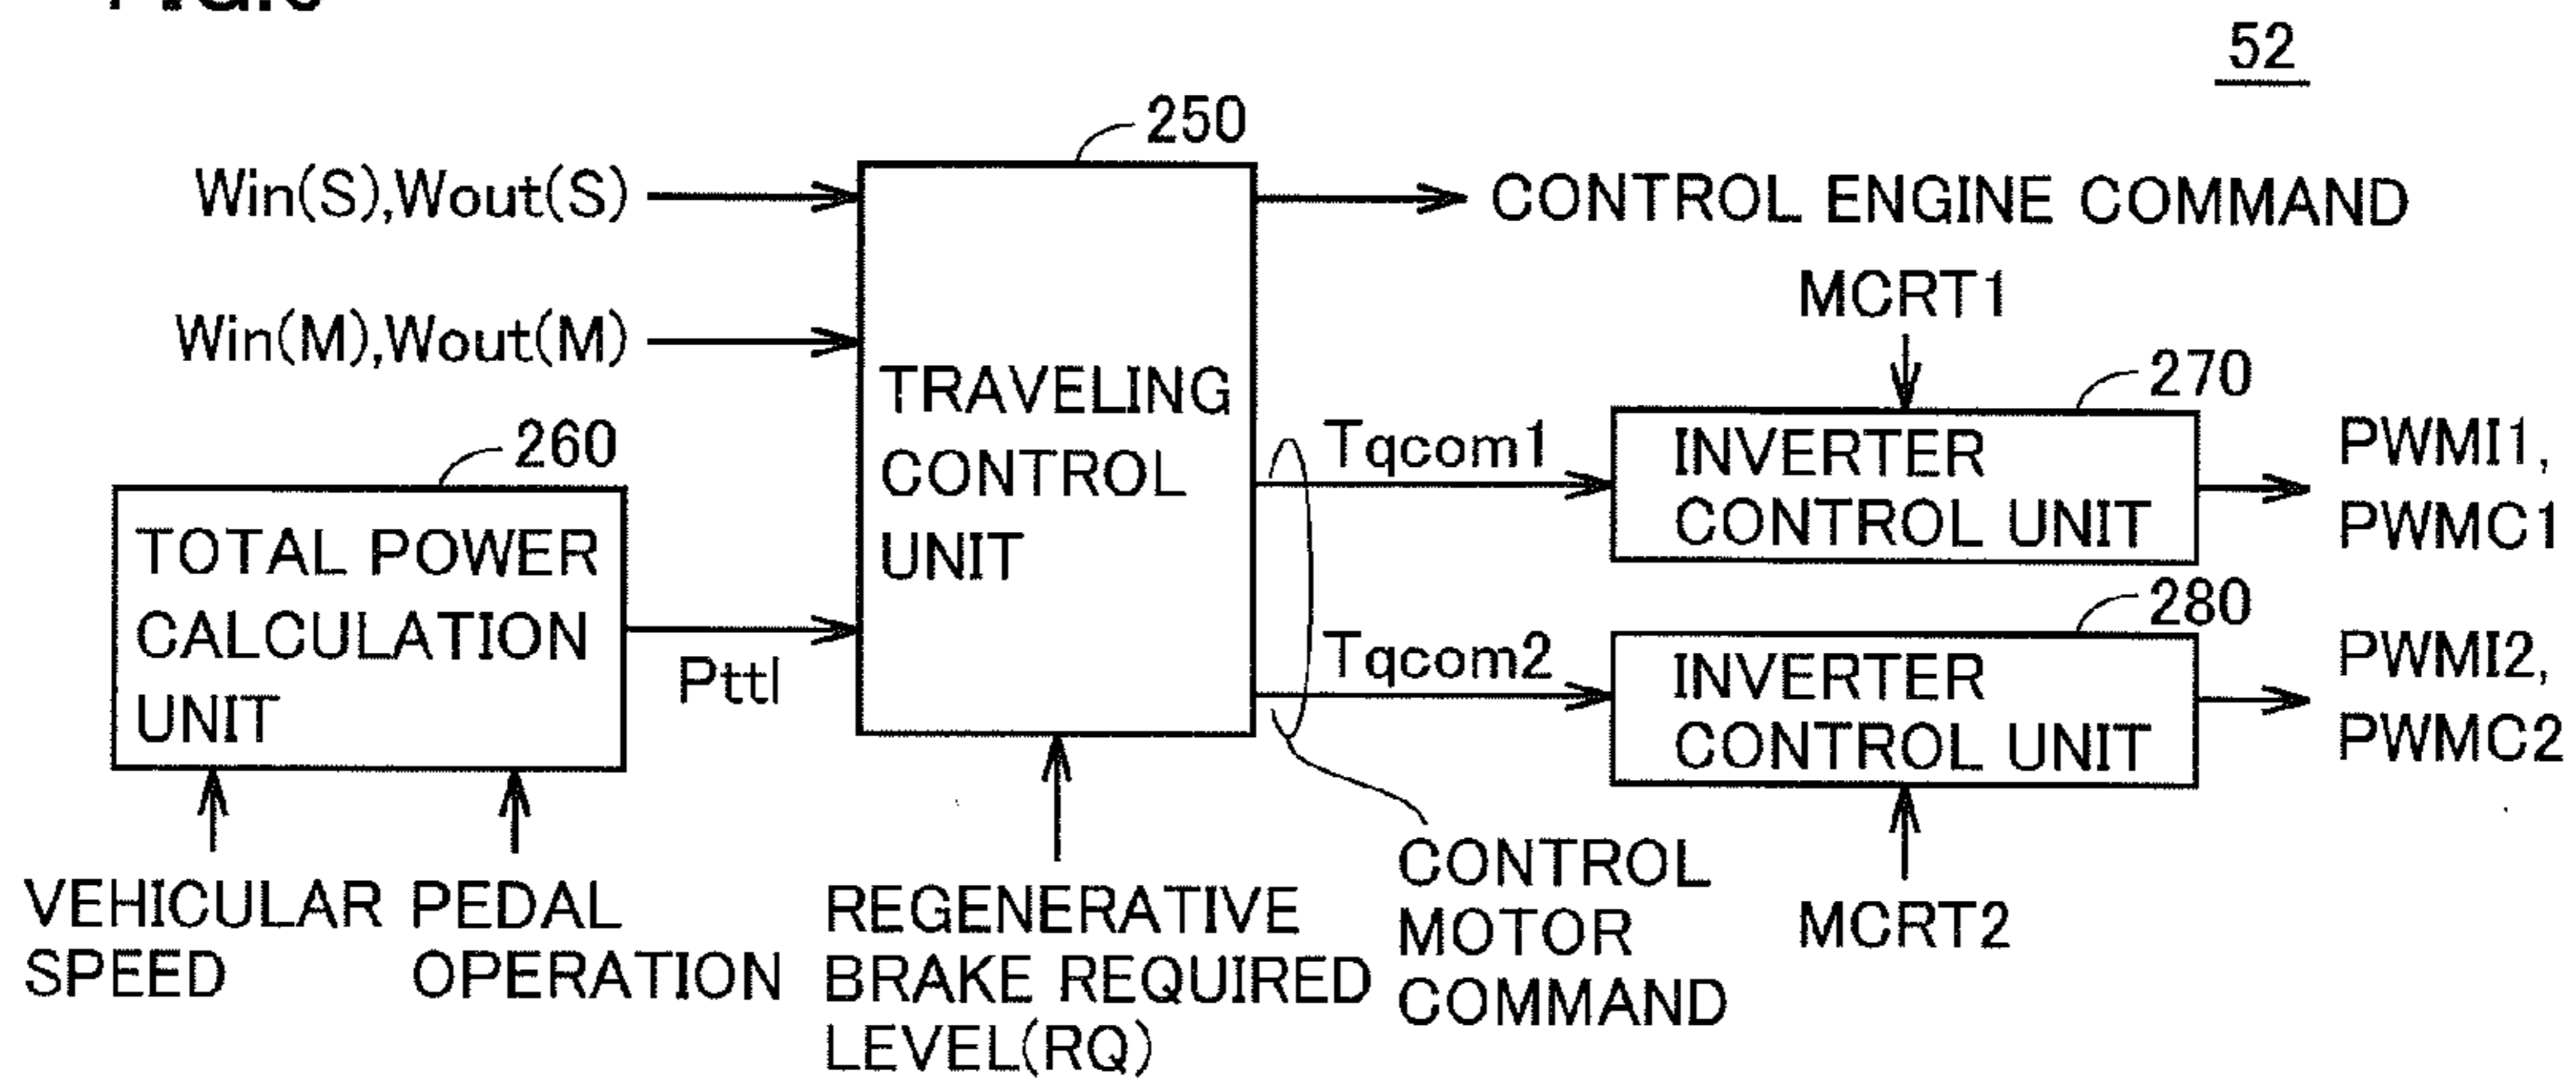 52
250
Win(S),Wout(S)
CONTROL ENGINE COMMAND
MCRT1
Win(M),Wout(M)
TRAVELING
CONTROL
UNIT
270
260
Tqcom1
INVERTER
CONTROL UNIT
PWMI1,
PWMC1
TOTAL POWER
CALCULATION
UNIT
Pttl
280
Tqcom2
INVERTER
CONTROL UNIT
PWMI2,
PWMC2
VEHICULAR
SPEED
PEDAL
OPERATION
REGENERATIVE
BRAKE REQUIRED
LEVEL(RQ)
CONTROL
MOTOR
COMMAND
MCRT2